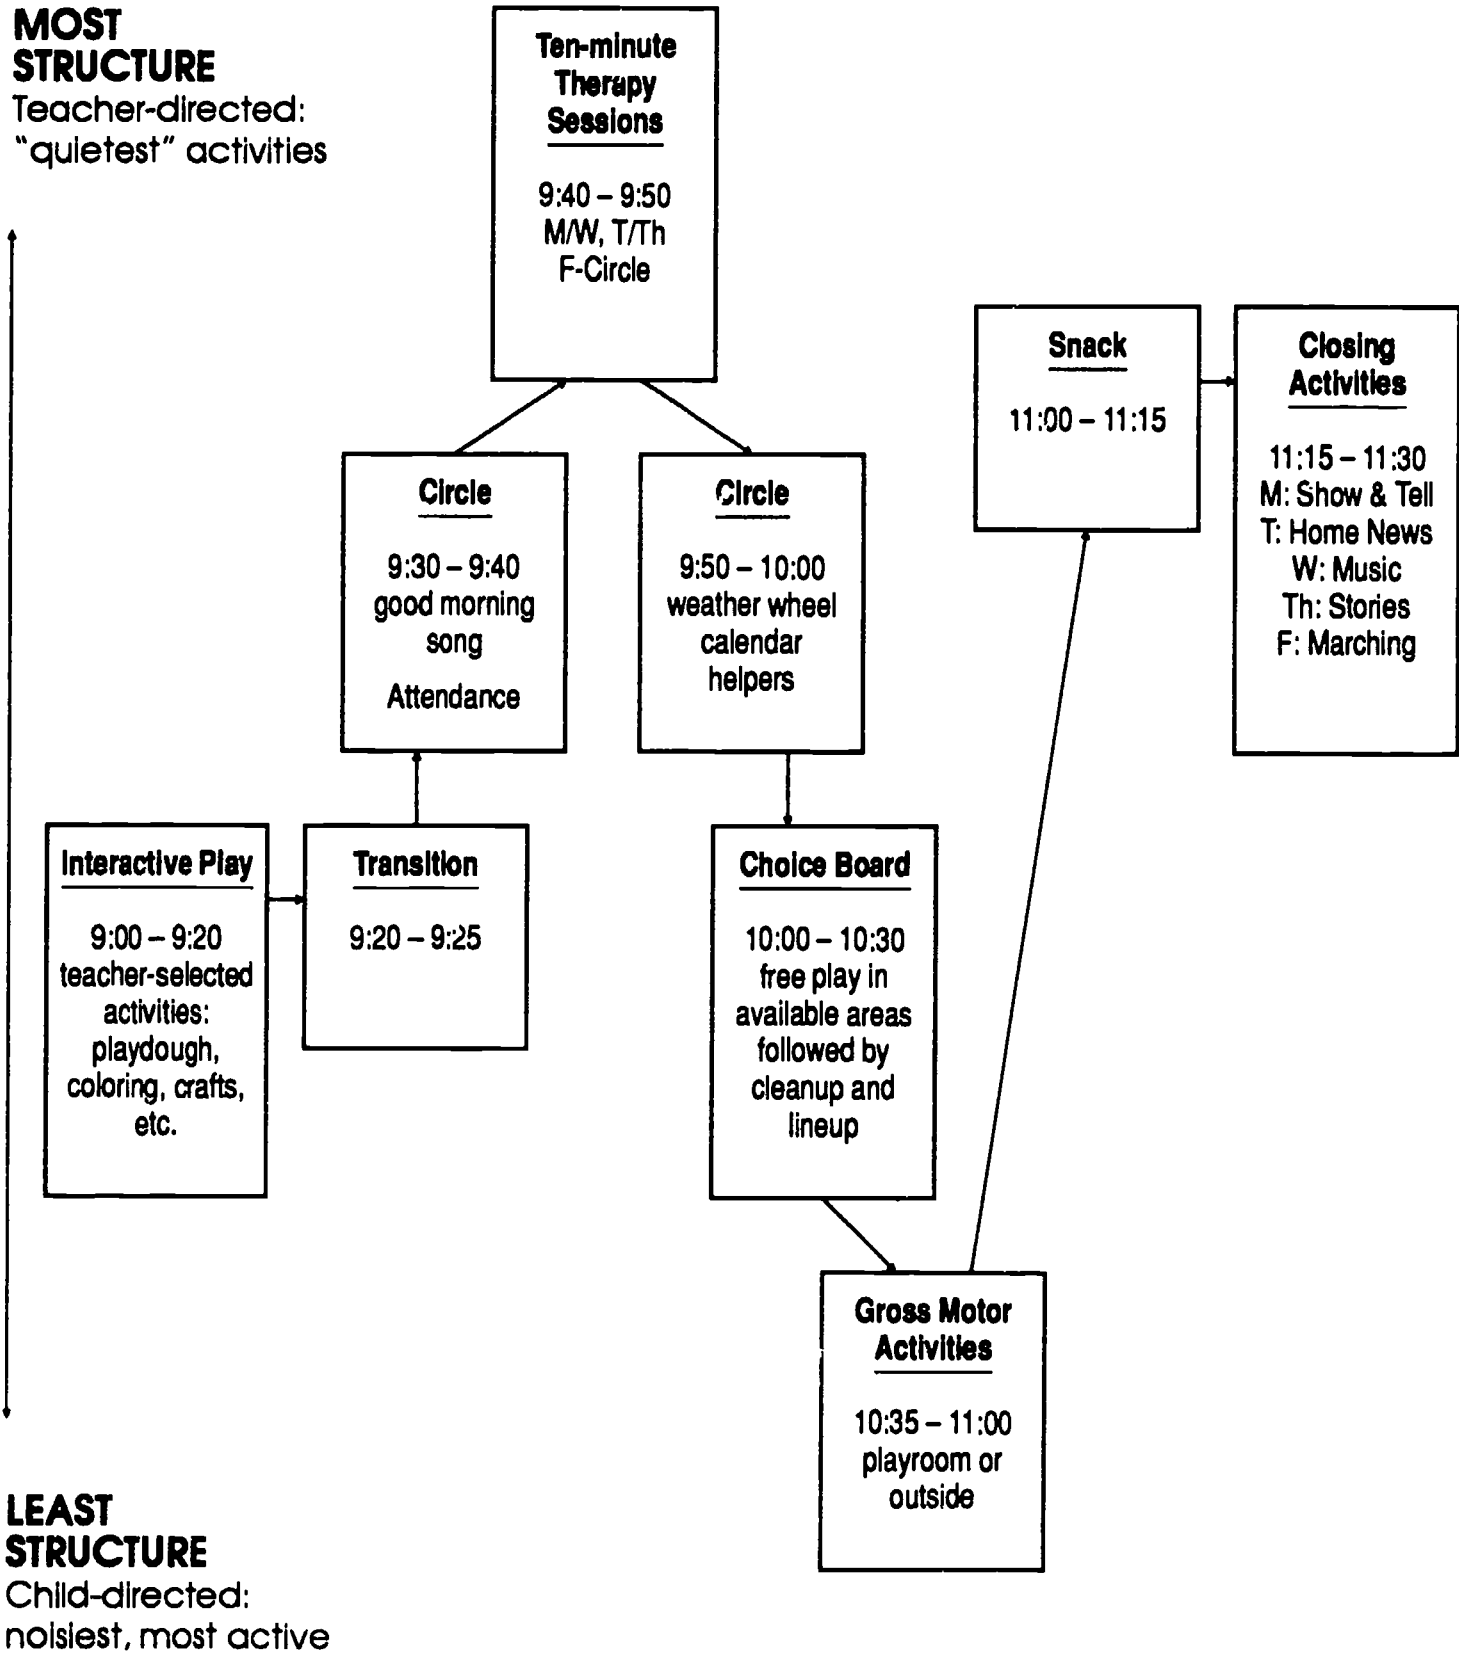 MOST
STRUCTURE
Teacher-directed:
"quietest" activities
Ten-minute
Therapy
Sessions
9:40 – 9:50
M/W, T/Th
F-Circle
Circle
9:30 – 9:40
good morning
song
Attendance
Circle
9:50 – 10:00
weather wheel
calendar
helpers
Snack
11:00 – 11:15
Closing
Activities
11:15 – 11:30
M: Show & Tell
T: Home News
W: Music
Th: Stories
F: Marching
Interactive Play
9:00 – 9:20
teacher-selected
activities:
playdough,
coloring, crafts,
etc.
Transition
9:20 – 9:25
Choice Board
10:00 – 10:30
free play in
available areas
followed by
cleanup and
lineup
Gross Motor
Activities
10:35 – 11:00
playroom or
outside
LEAST
STRUCTURE
Child-directed:
noisiest, most active